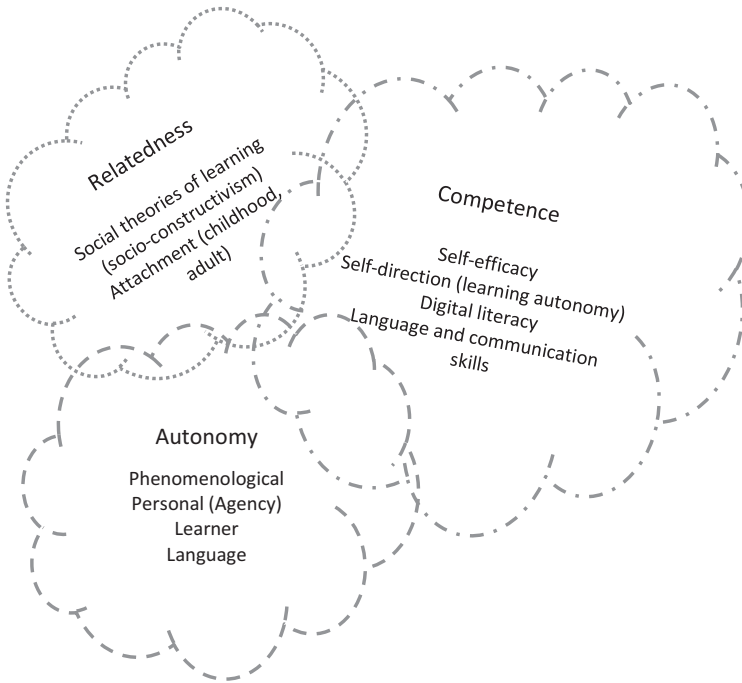 Relatedness
Social theories of learning
(socio-constructivism)
Attachment (childhood,
adult)
Competence
Self-efficacy
Self-direction (learning autonomy)
Digital literacy
Language and communication
skills
Autonomy
Phenomenological
Personal (Agency)
Learner
Language